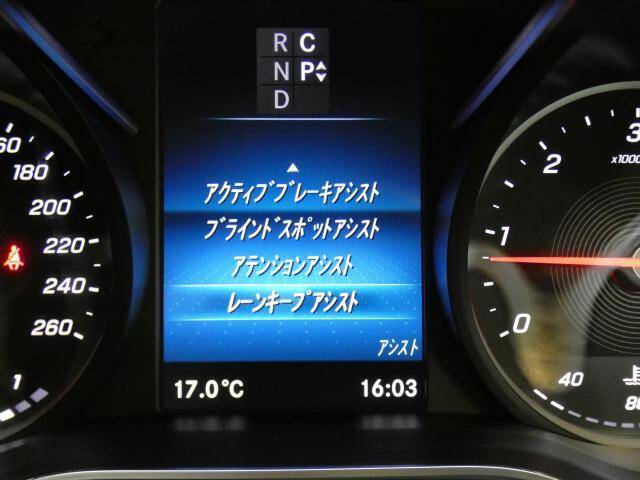 R C
N P
D
アクティブブレーキアシスト
ブラインドスポットアシスト
アテンションアシスト
レーンキープアシスト
アシスト
17.0°C
16:03
180
200
220
240
260
1
3
2
1
0
x1000
40